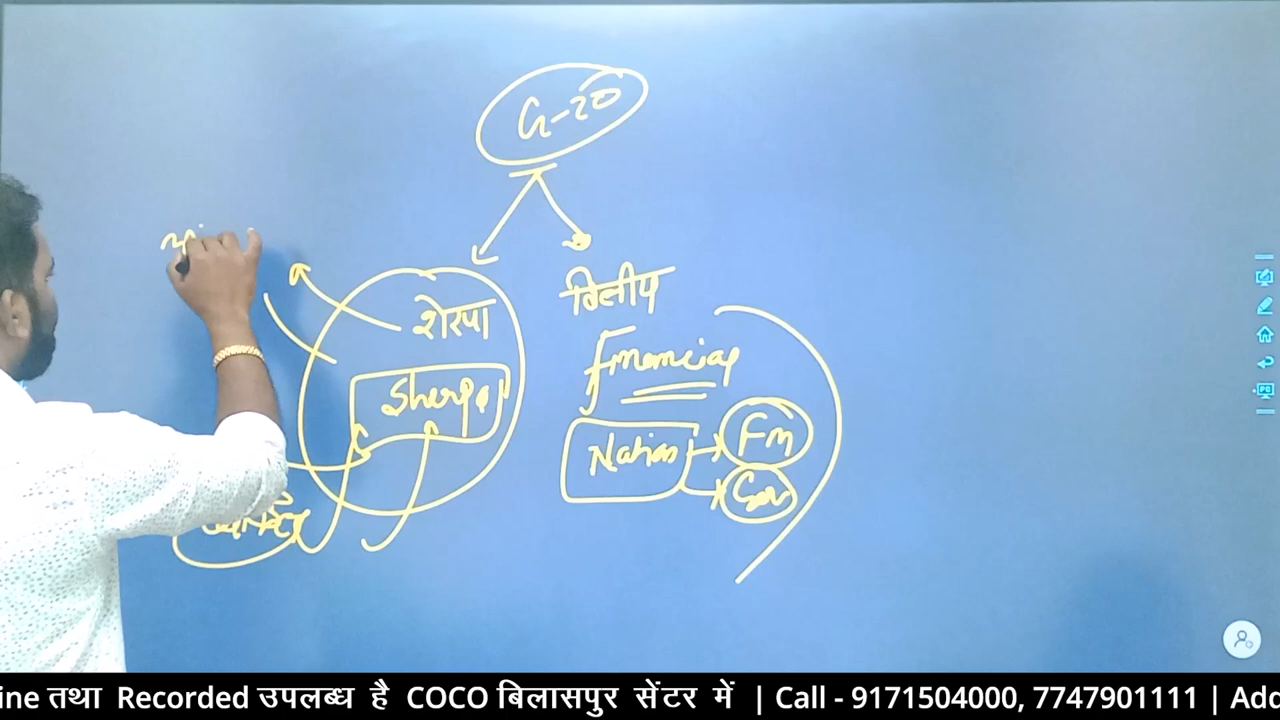 G-20
शेरपा
वित्तीय
Sherpa
Financial
Nation
Fm
Gov
ine तथा Recorded उपलब्ध है COCO बिलासपुर सेंटर में | Call - 9171504000, 7747901111 | Add